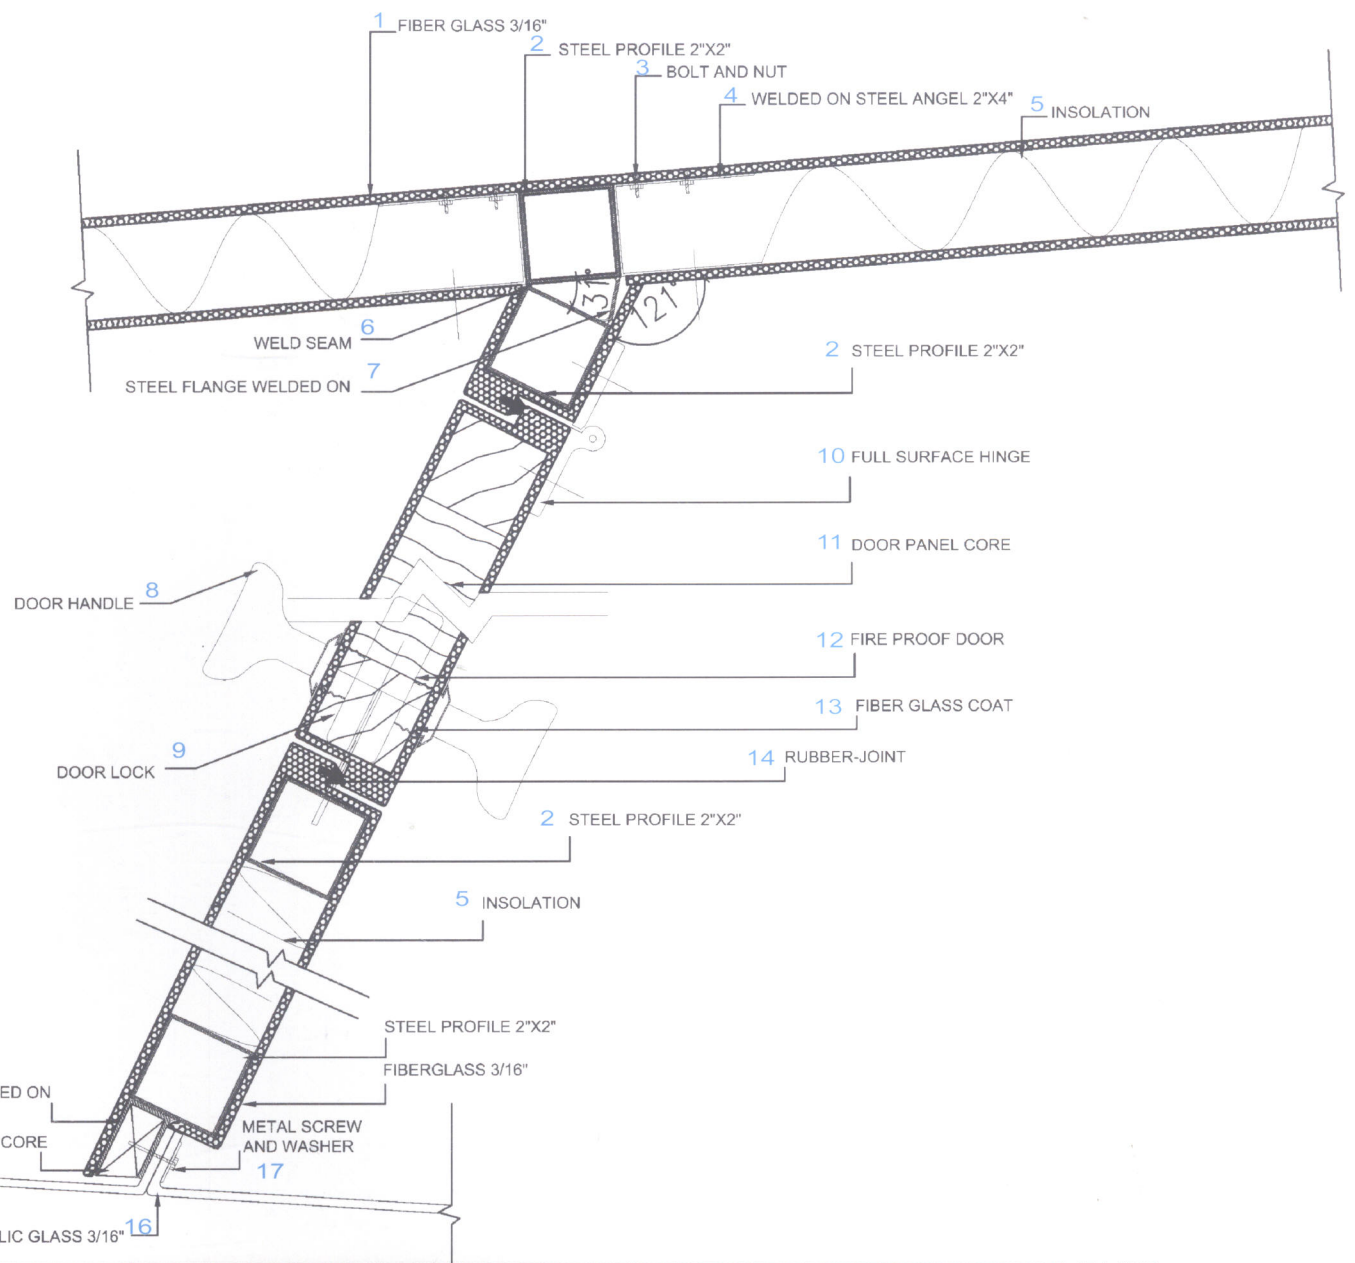 1 FIBER GLASS 3/16"
2 STEEL PROFILE 2"X2"
3 BOLT AND NUT
4 WELDED ON STEEL ANGEL 2"X4"
5 INSOLATION
31°
121°
6
WELD SEAM
7
STEEL FLANGE WELDED ON
2 STEEL PROFILE 2"X2"
10 FULL SURFACE HINGE
11 DOOR PANEL CORE
8
DOOR HANDLE
12 FIRE PROOF DOOR
13 FIBER GLASS COAT
9
DOOR LOCK
14 RUBBER-JOINT
2 STEEL PROFILE 2"X2"
5 INSOLATION
STEEL PROFILE 2"X2"
FIBERGLASS 3/16"
ED ON
CORE
METAL SCREW
AND WASHER
17
LIC GLASS 3/16" 16